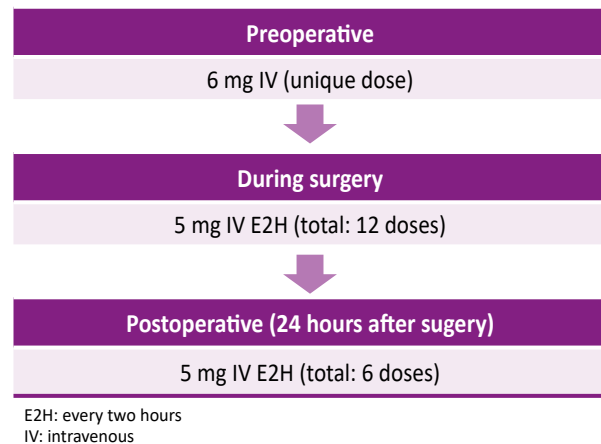 Preoperative
6 mg IV (unique dose)
During surgery
5 mg IV E2H (total: 12 doses)
Postoperative (24 hours after sugery)
5 mg IV E2H (total: 6 doses)
E2H: every two hours
IV: intravenous